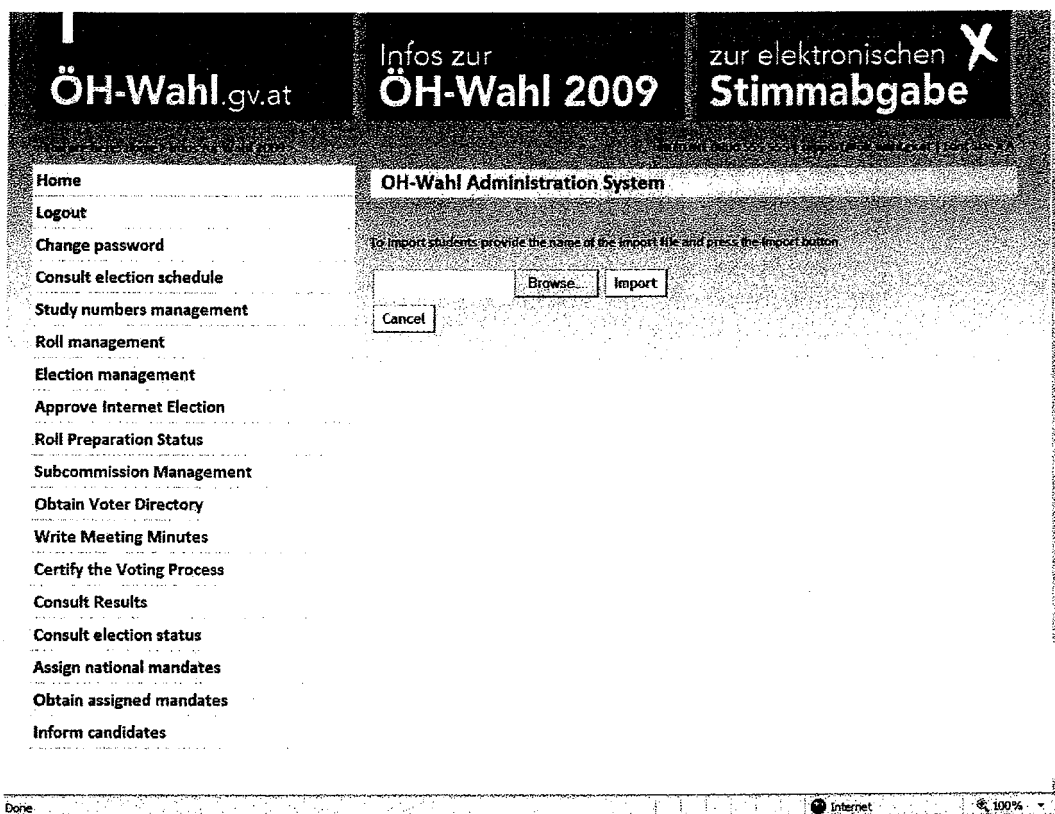 ÖH-Wahl.gv.at
Infos zur
ÖH-Wahl 2009
zur elektronischen
Stimmabgabe
Home
Logout
Change password
Consult election schedule
Study numbers management
Roll management
Election management
Approve Internet Election
Roll Preparation Status
Subcommission Management
Obtain Voter Directory
Write Meeting Minutes
Certify the Voting Process
Consult Results
Consult election status
Assign national mandates
Obtain assigned mandates
Inform candidates
OH-Wahl Administration System
To import students provide the name of the import file and press the import button
Browse... Import
Cancel
Done Internet 100%